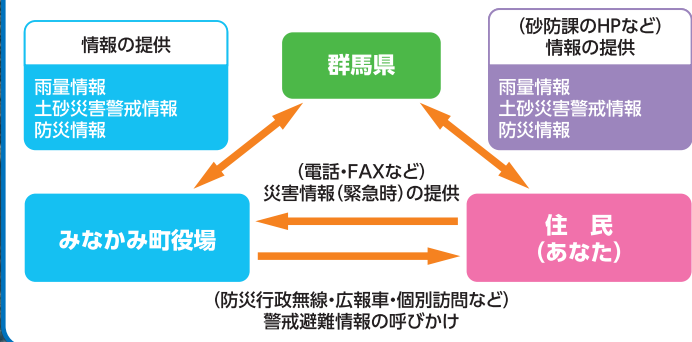 情報の提供
雨量情報
土砂災害警戒情報
防災情報
群馬県
(砂防課のHPなど)
情報の提供
雨量情報
土砂災害警戒情報
防災情報
(電話・FAXなど)
災害情報(緊急時)の提供
みなかみ町役場
住 民
(あなた)
(防災行政無線・広報車・個別訪問など)
警戒避難情報の呼びかけ